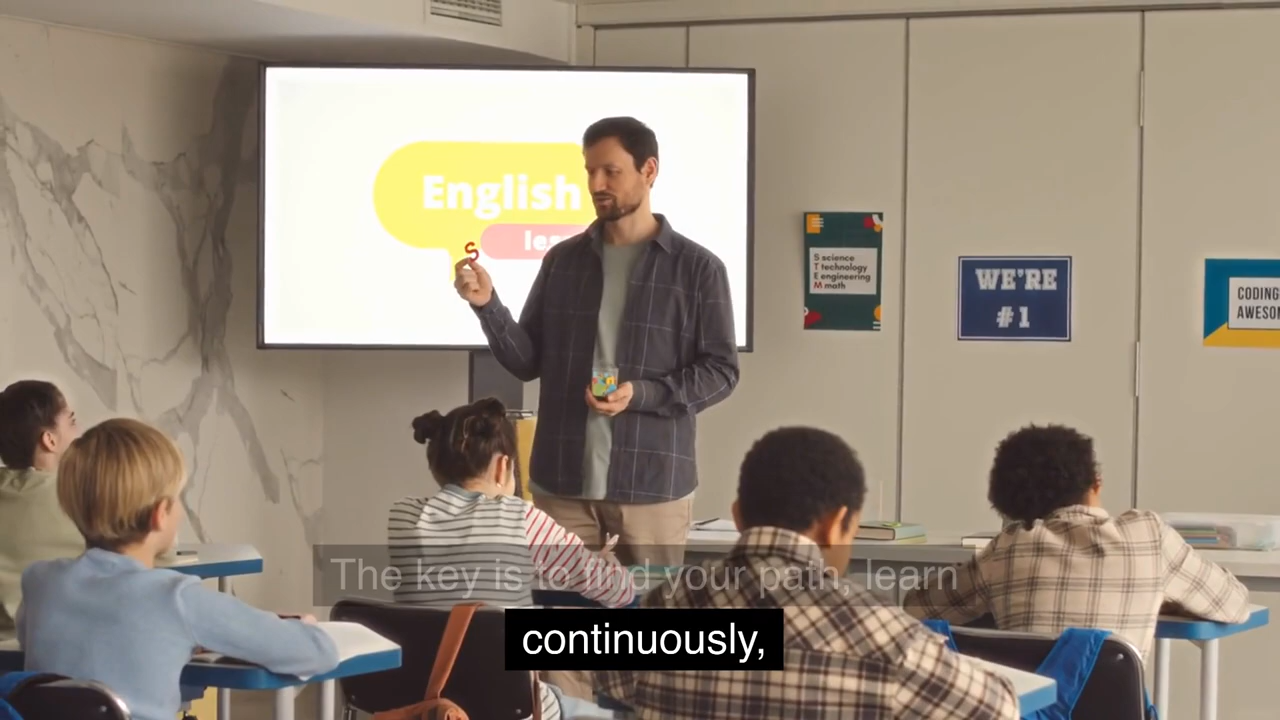 English
S
S science
T technology
E engineering
M math
WE'RE
#1
CODING
The key is to find your path, learn
continuously,